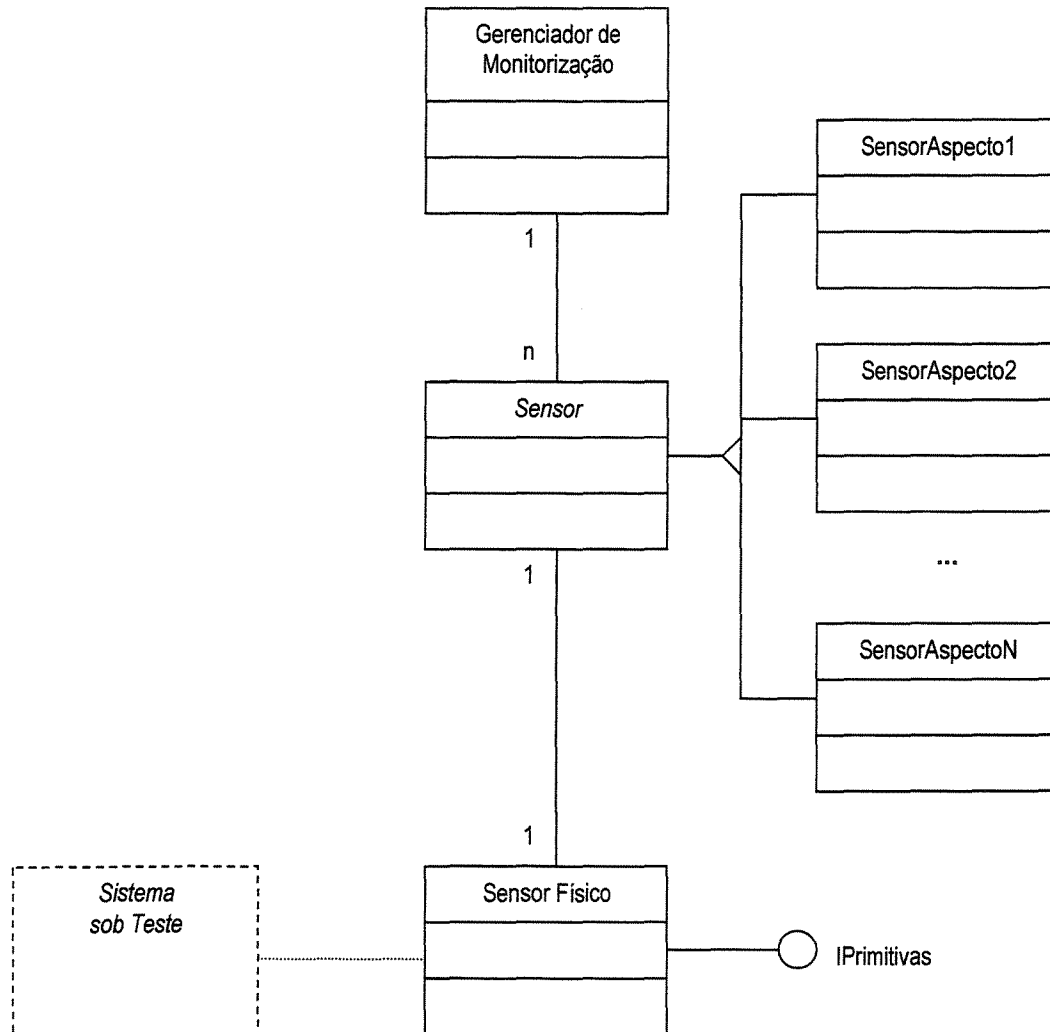 Gerenciador de
Monitorização
SensorAspecto1
1
n
SensorAspecto2
Sensor
1
...
SensorAspectoN
1
Sistema
sob Teste
Sensor Físico
IPrimitivas